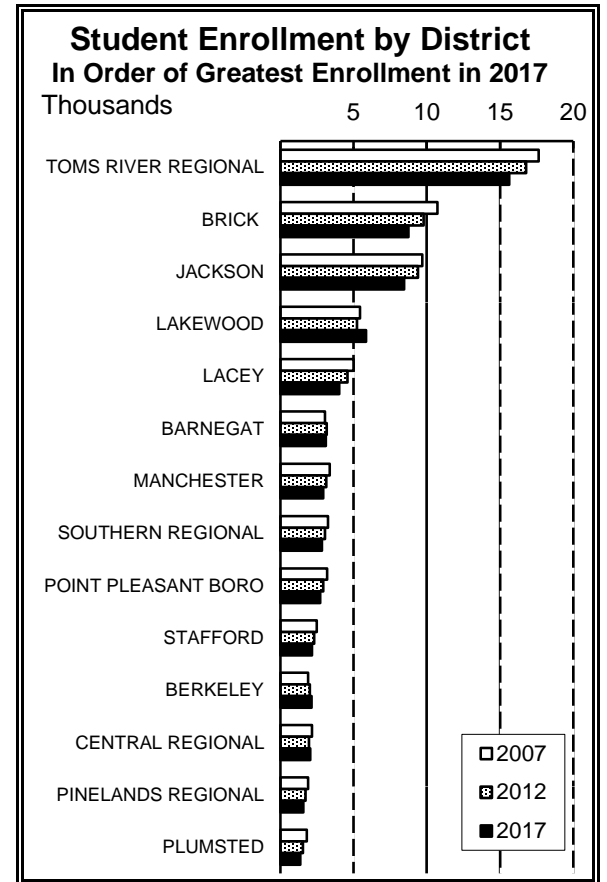 Student Enrollment by District
In Order of Greatest Enrollment in 2017
Thousands
5 10 15 20
TOMS RIVER REGIONAL
BRICK
JACKSON
LAKEWOOD
LACEY
BARNEGAT
MANCHESTER
SOUTHERN REGIONAL
POINT PLEASANT BORO
STAFFORD
BERKELEY
CENTRAL REGIONAL
PINELANDS REGIONAL
PLUMSTED
2007
2012
2017